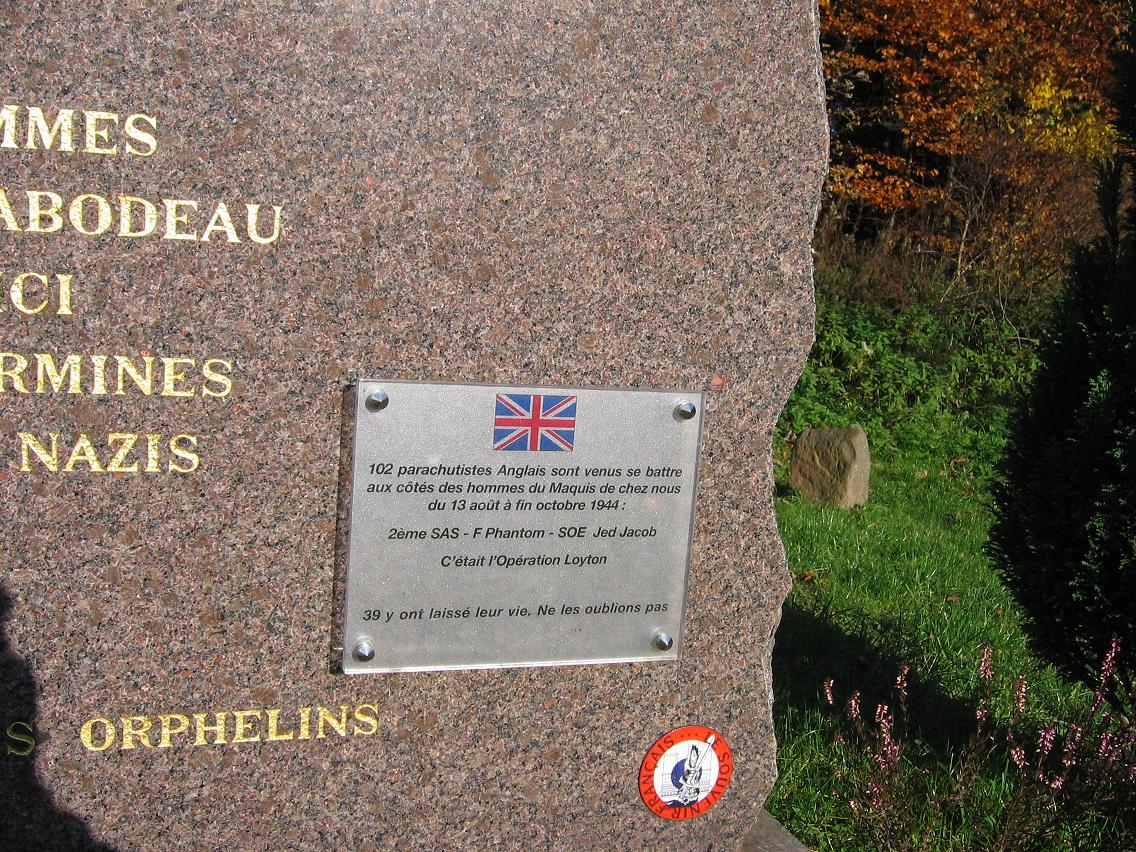 MMES
ABODEAU
ICI
RMINES
NAZIS
102 parachutistes Anglais sont venus se battre
aux côtés des hommes du Maquis de chez nous
du 13 août à fin octobre 1944 :
2ème SAS - F Phantom - SOE Jed Jacob
C'était l'Opération Loyton
39 y ont laissé leur vie. Ne les oublions pas
S ORPHELINS
LE SOUVENIR FRANÇAIS...